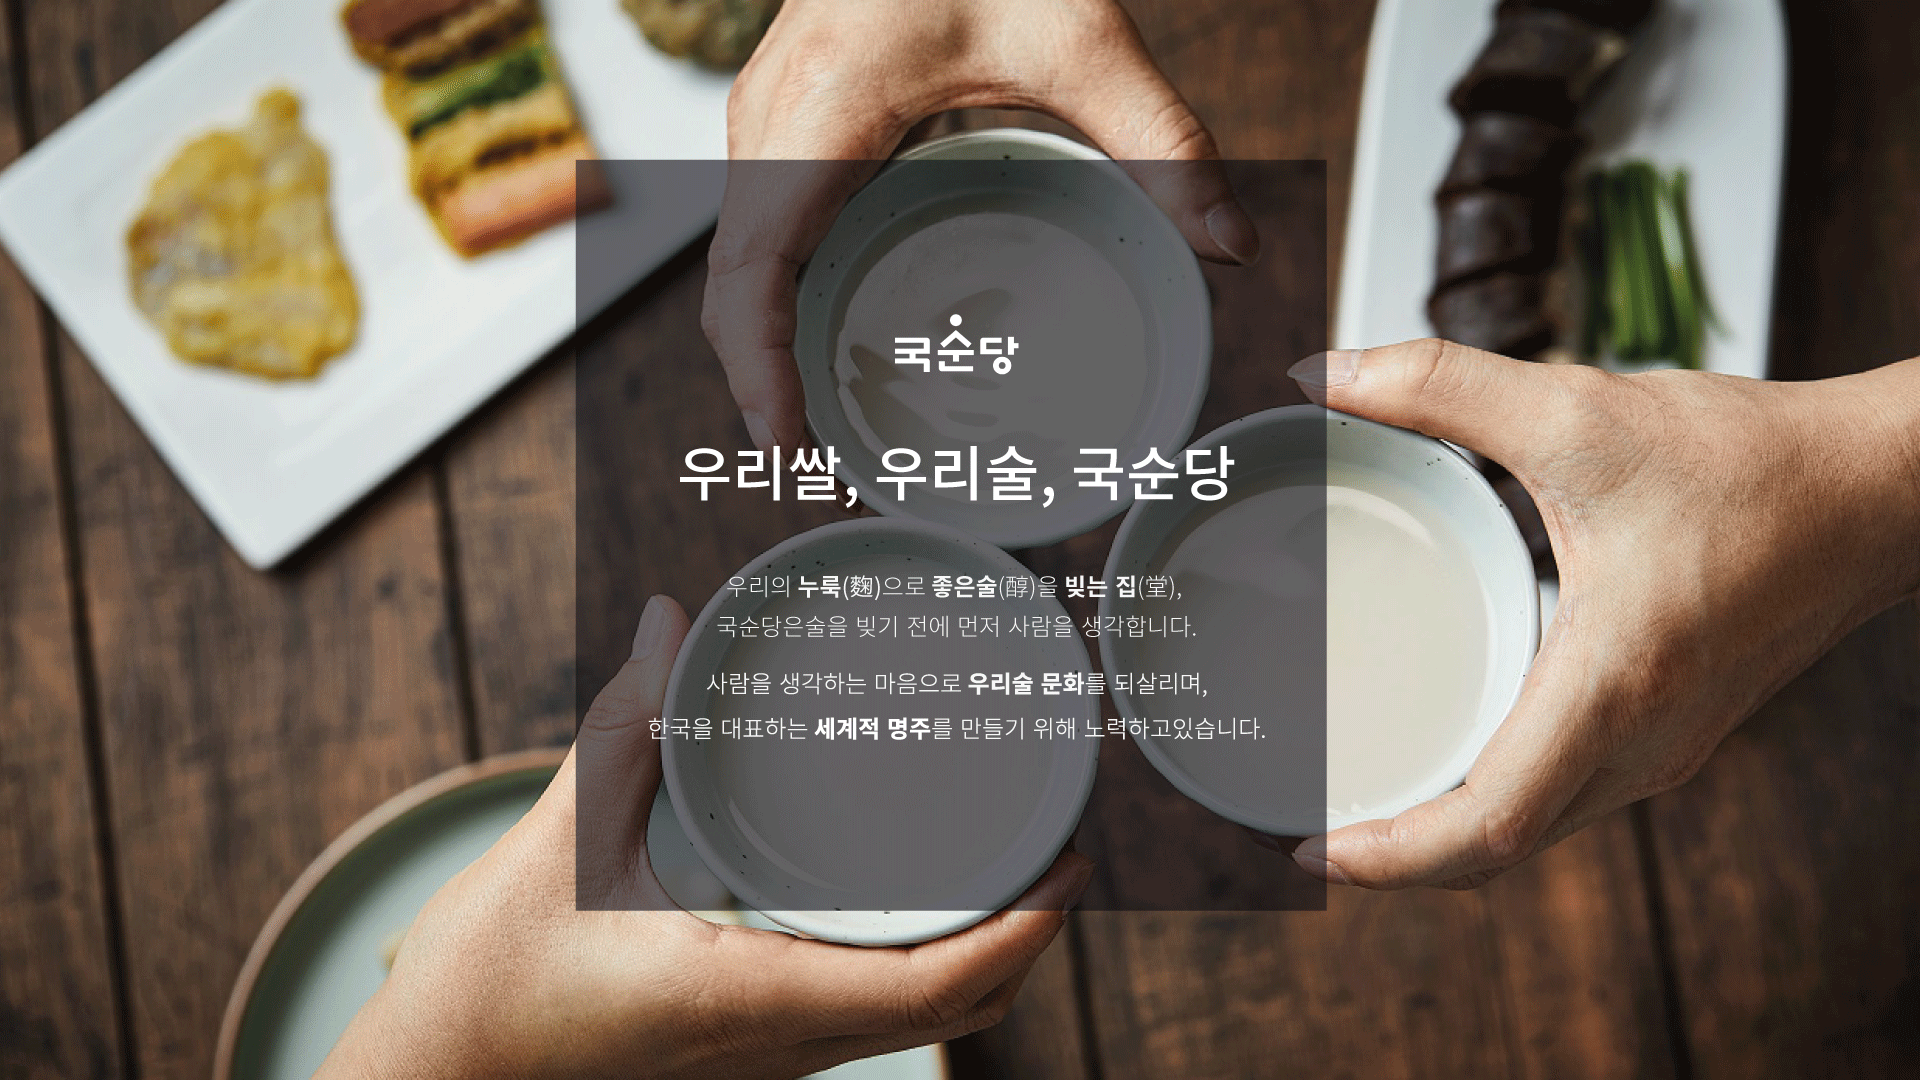 국순당
우리쌀, 우리술, 국순당
우리의 누룩(麴)으로 좋은술(醇)을 빚는 집(堂),
국순당은술을 빚기 전에 먼저 사람을 생각합니다.
사람을 생각하는 마음으로 우리술 문화를 되살리며,
한국을 대표하는 세계적 명주를 만들기 위해 노력하고있습니다.